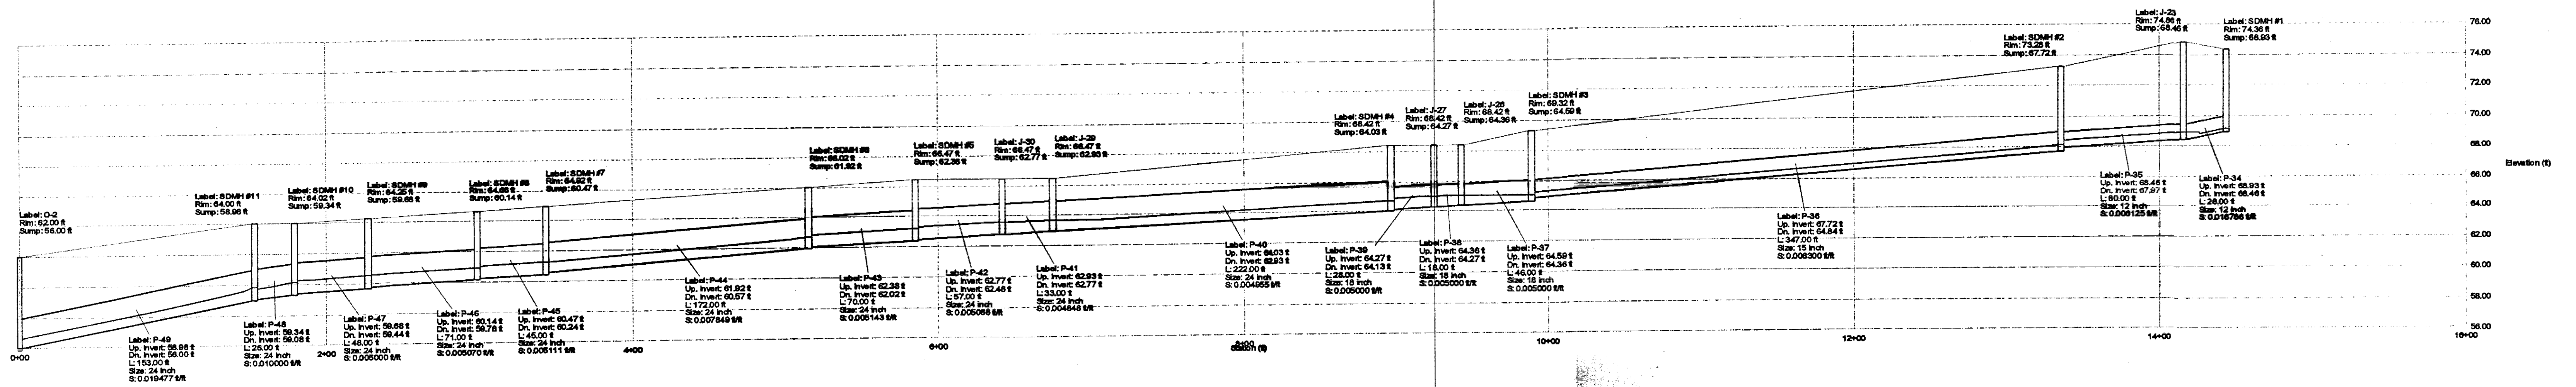 Label: O-2
Rim: 62.00 ft
Sump: 56.00 ft
Label: SDMH #11
Rim: 64.00 ft
Sump: 58.98 ft
Label: SDMH #10
Rim: 64.02 ft
Sump: 59.34 ft
Label: SDMH #9
Rim: 64.25 ft
Sump: 59.68 ft
Label: SDMH #8
Rim: 64.68 ft
Sump: 60.14 ft
Label: SDMH #7
Rim: 64.92 ft
Sump: 60.47 ft
Label: SDMH #6
Rim: 66.02 ft
Sump: 61.92 ft
Label: SDMH #5
Rim: 66.47 ft
Sump: 62.38 ft
Label: J-30
Rim: 66.47 ft
Sump: 62.77 ft
Label: J-29
Rim: 66.47 ft
Sump: 62.93 ft
Label: SDMH #4
Rim: 68.42 ft
Sump: 64.03 ft
Label: J-27
Rim: 68.42 ft
Sump: 64.27 ft
Label: J-26
Rim: 68.42 ft
Sump: 64.36 ft
Label: SDMH #3
Rim: 69.32 ft
Sump: 64.59 ft
Label: SDMH #2
Rim: 73.28 ft
Sump: 67.72 ft
Label: J-23
Rim: 74.86 ft
Sump: 68.46 ft
Label: SDMH #1
Rim: 74.36 ft
Sump: 68.93 ft
76.00
74.00
72.00
70.00
68.00
Elevation (ft)
66.00
64.00
62.00
60.00
58.00
56.00
Label: P-49
Up. Invert: 58.98 ft
Dn. Invert: 56.00 ft
L: 153.00 ft
Size: 24 inch
S: 0.019477 ft/ft
Label: P-48
Up. Invert: 59.34 ft
Dn. Invert: 59.08 ft
L: 26.00 ft
Size: 24 inch
S: 0.010000 ft/ft
Label: P-47
Up. Invert: 59.68 ft
Dn. Invert: 59.44 ft
L: 48.00 ft
Size: 24 inch
S: 0.005000 ft/ft
Label: P-46
Up. Invert: 60.14 ft
Dn. Invert: 59.78 ft
L: 71.00 ft
Size: 24 inch
S: 0.005070 ft/ft
Label: P-45
Up. Invert: 60.47 ft
Dn. Invert: 60.24 ft
L: 45.00 ft
Size: 24 inch
S: 0.005111 ft/ft
Label: P-44
Up. Invert: 61.92 ft
Dn. Invert: 60.57 ft
L: 172.00 ft
Size: 24 inch
S: 0.007849 ft/ft
Label: P-43
Up. Invert: 62.38 ft
Dn. Invert: 62.02 ft
L: 70.00 ft
Size: 24 inch
S: 0.005143 ft/ft
Label: P-42
Up. Invert: 62.77 ft
Dn. Invert: 62.48 ft
L: 57.00 ft
Size: 24 inch
S: 0.005088 ft/ft
Label: P-41
Up. Invert: 62.93 ft
Dn. Invert: 62.77 ft
L: 33.00 ft
Size: 24 inch
S: 0.004848 ft/ft
Label: P-40
Up. Invert: 64.03 ft
Dn. Invert: 62.93 ft
L: 222.00 ft
Size: 24 inch
S: 0.004955 ft/ft
Label: P-39
Up. Invert: 64.27 ft
Dn. Invert: 64.13 ft
L: 28.00 ft
Size: 18 inch
S: 0.005000 ft/ft
Label: P-38
Up. Invert: 64.36 ft
Dn. Invert: 64.27 ft
L: 18.00 ft
Size: 18 inch
S: 0.005000 ft/ft
Label: P-37
Up. Invert: 64.59 ft
Dn. Invert: 64.36 ft
L: 46.00 ft
Size: 18 inch
S: 0.005000 ft/ft
Label: P-36
Up. Invert: 67.72 ft
Dn. Invert: 64.84 ft
L: 347.00 ft
Size: 15 inch
S: 0.008300 ft/ft
Label: P-35
Up. Invert: 68.46 ft
Dn. Invert: 67.97 ft
L: 80.00 ft
Size: 12 inch
S: 0.006125 ft/ft
Label: P-34
Up. Invert: 68.93 ft
Dn. Invert: 68.46 ft
L: 28.00 ft
Size: 12 inch
S: 0.016786 ft/ft
0+00
2+00
4+00
6+00
8+00
Station (ft)
10+00
12+00
14+00
16+00